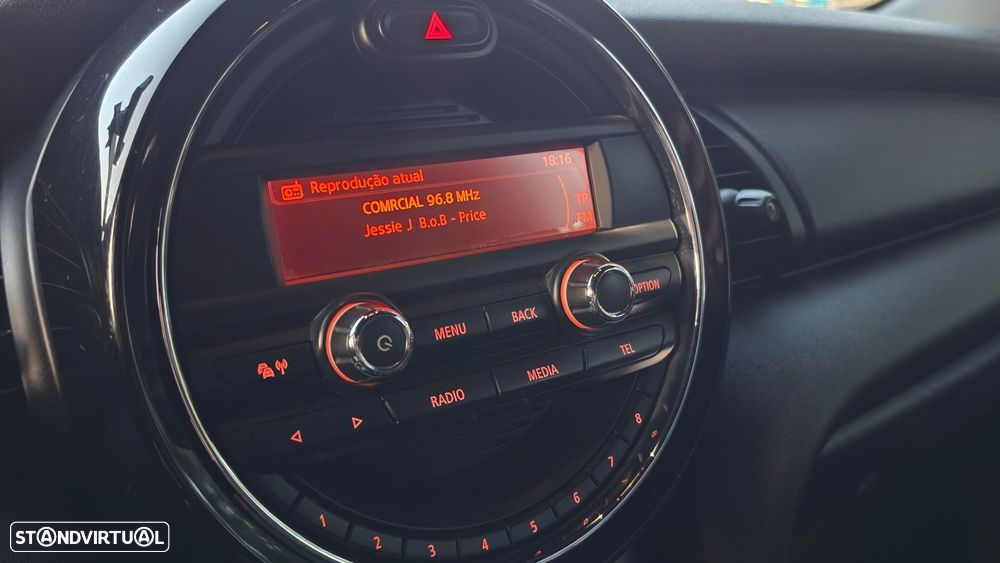 18:16
Reprodução atual
COMRCIAL 96.8 MHz
Jessie J B.o.B - Price
TP
FM
MENU
BACK
OPTION
RADIO
MEDIA
TEL
1 2 3 4 5 6 7 8
STANDVIRTUAL